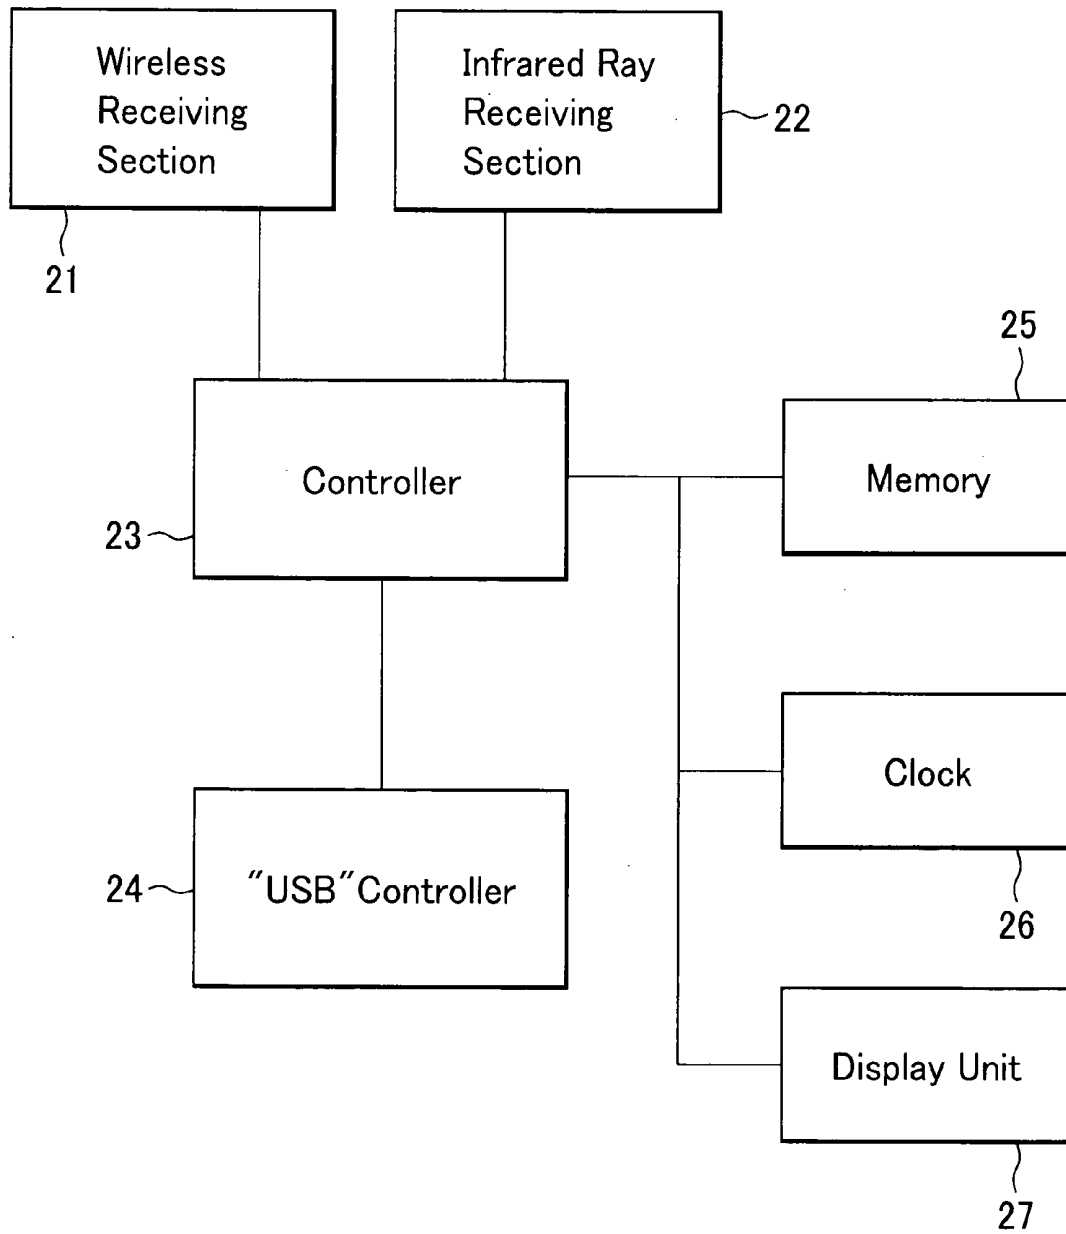 Wireless
Receiving
Section
21
Infrared Ray
Receiving
Section
22
Controller
23
25
Memory
Clock
26
24
"USB"Controller
Display Unit
27